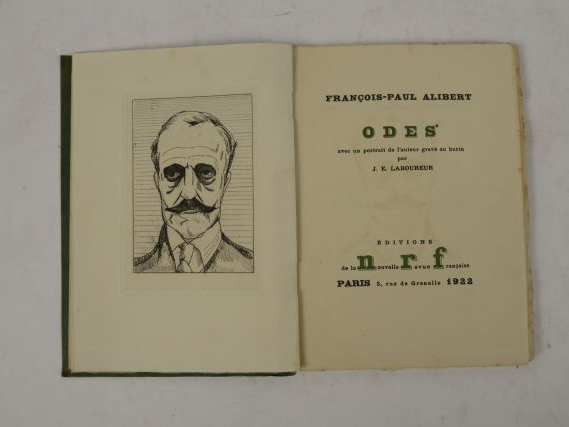 FRANÇOIS-PAUL ALIBERT
ODES
avec un portrait de l'auteur gravé au burin
par
J. E. LABOUREUR
ÉDITIONS
de la nouvelle revue française
PARIS 3, rue de Grenelle 1922